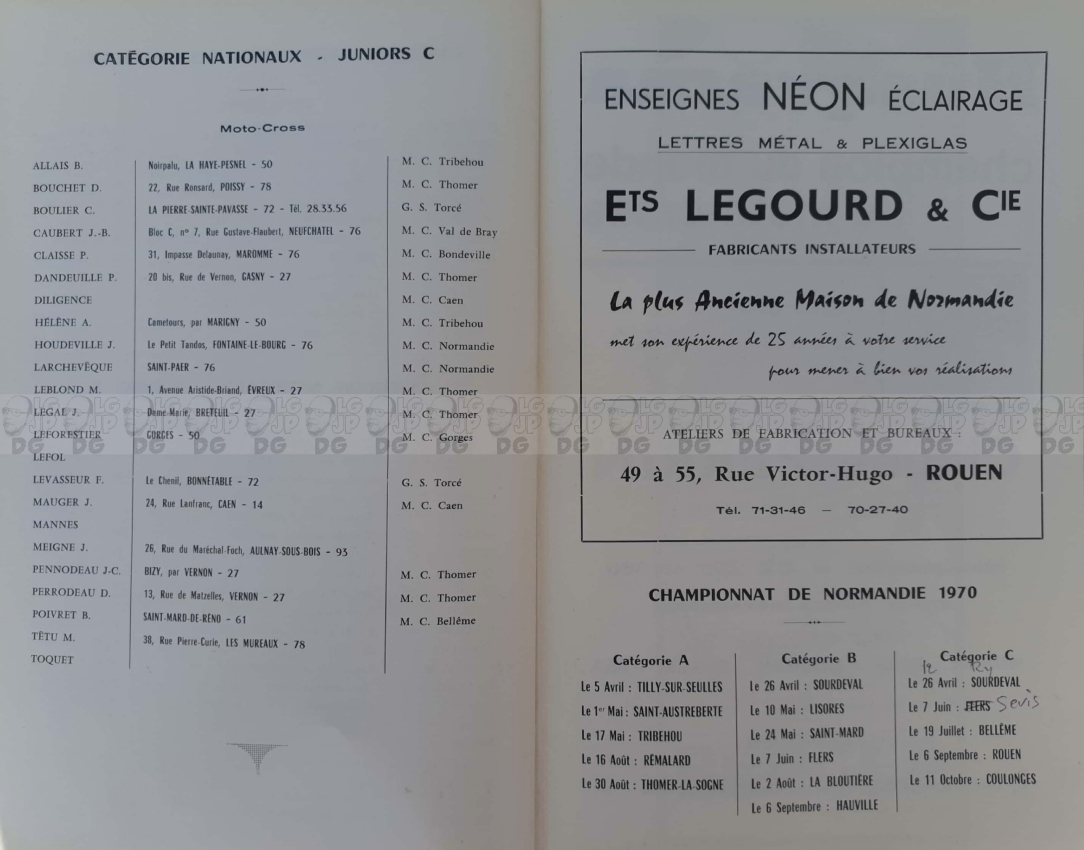 CATÉGORIE NATIONAUX - JUNIORS C
Moto-Cross
ALLAIS B. Noirpalu, LA HAYE-PESNEL - 50 M. C. Tribehou
BOUCHET D. 22, Rue Ronsard, POISSY - 78 M. C. Thomer
BOULIER C. LA PIERRE-SAINTE-PAVASSE - 72 - Tél. 28.33.56 G. S. Torcé
CAUBERT J.-B. Bloc C, n° 7, Rue Gustave-Flaubert, NEUFCHATEL - 76 M. C. Val de Bray
CLAISSE P. 31, Impasse Delaunay, MAROMME - 76 M. C. Bondeville
DANDEUILLE P. 20 bis, Rue de Vernon, GASNY - 27 M. C. Thomer
DILIGENCE M. C. Caen
HÉLÈNE A. Cametours, par MARIGNY - 50 M. C. Tribehou
HOUDEVILLE J. Le Petit Tandos, FONTAINE-LE-BOURG - 76 M. C. Normandie
LARCHEVÊQUE SAINT-PAER - 76 M. C. Normandie
LEBLOND M. 1, Avenue Aristide-Briand, ÉVREUX - 27 M. C. Thomer
LEGAL J. Dame-Marie, BRETEUIL - 27 M. C. Thomer
LEFORESTIER GORGES - 50 M. C. Gorges
LEFOL
LEVASSEUR F. Le Chenil, BONNÉTABLE - 72 G. S. Torcé
MAUGER J. 24, Rue Lanfranc, CAEN - 14 M. C. Caen
MANNES
MEIGNE J. 26, Rue du Maréchal-Foch, AULNAY-SOUS-BOIS - 93
PENNODEAU J-C. BIZY, par VERNON - 27 M. C. Thomer
PERRODEAU D. 13, Rue de Matzelles, VERNON - 27 M. C. Thomer
POIVRET B. SAINT-MARD-DE-RÉNO - 61 M. C. Bellême
TÊTU M. 38, Rue Pierre-Curie, LES MUREAUX - 78
TOQUET
ENSEIGNES NÉON ÉCLAIRAGE
LETTRES MÉTAL & PLEXIGLAS
ETS LEGOURD & CIE
FABRICANTS INSTALLATEURS
La plus Ancienne Maison de Normandie
met son expérience de 25 années à votre service
pour mener à bien vos réalisations
ATELIERS DE FABRICATION ET BUREAUX :
49 à 55, Rue Victor-Hugo - ROUEN
Tél. 71-31-46 — 70-27-40
CHAMPIONNAT DE NORMANDIE 1970
Catégorie A
Le 5 Avril : TILLY-SUR-SEULLES
Le 1er Mai : SAINT-AUSTREBERTE
Le 17 Mai : TRIBEHOU
Le 16 Août : RÉMALARD
Le 30 Août : THOMER-LA-SOGNE
Catégorie B
Le 26 Avril : SOURDEVAL
Le 10 Mai : LISORES
Le 24 Mai : SAINT-MARD
Le 7 Juin : FLERS
Le 2 Août : LA BLOUTIÈRE
Le 6 Septembre : HAUVILLE
Catégorie C
Le 26 Avril : SOURDEVAL
Le 7 Juin : FLERS Sevis
Le 19 Juillet : BELLÊME
Le 6 Septembre : ROUEN
Le 11 Octobre : COULONGES